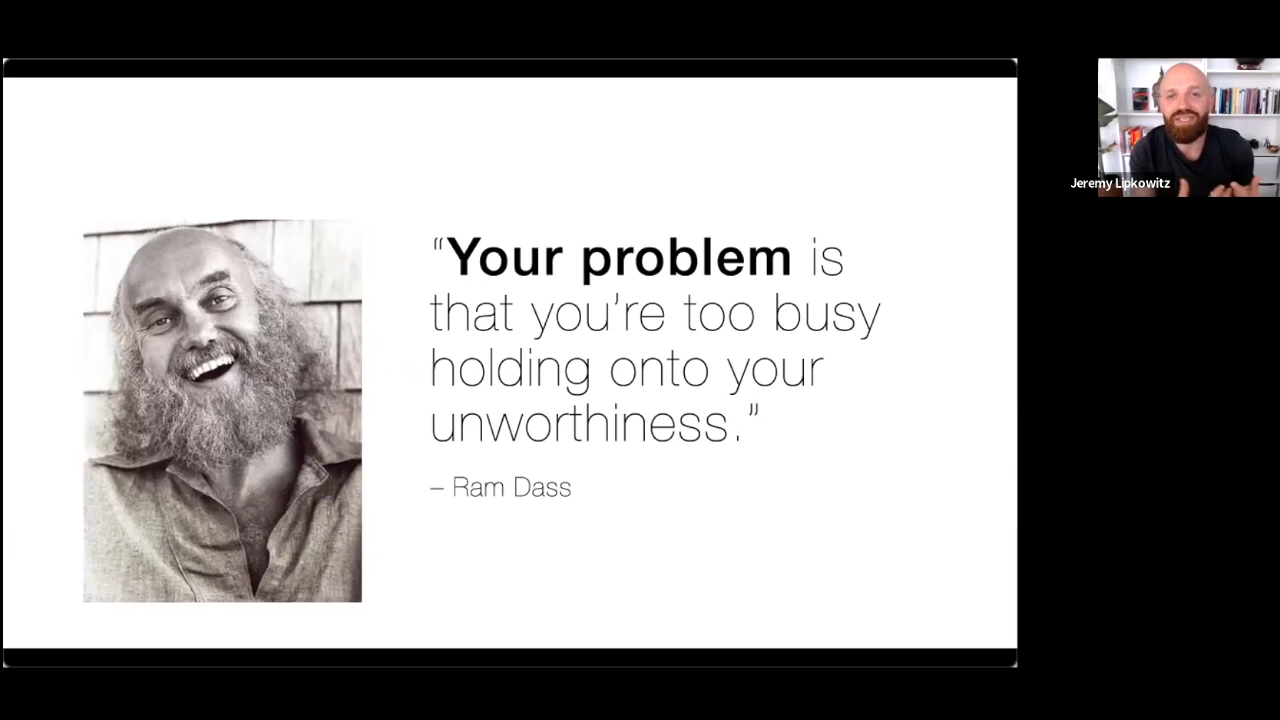 “Your problem is
that you’re too busy
holding onto your
unworthiness.”
– Ram Dass
Jeremy Lipkowitz